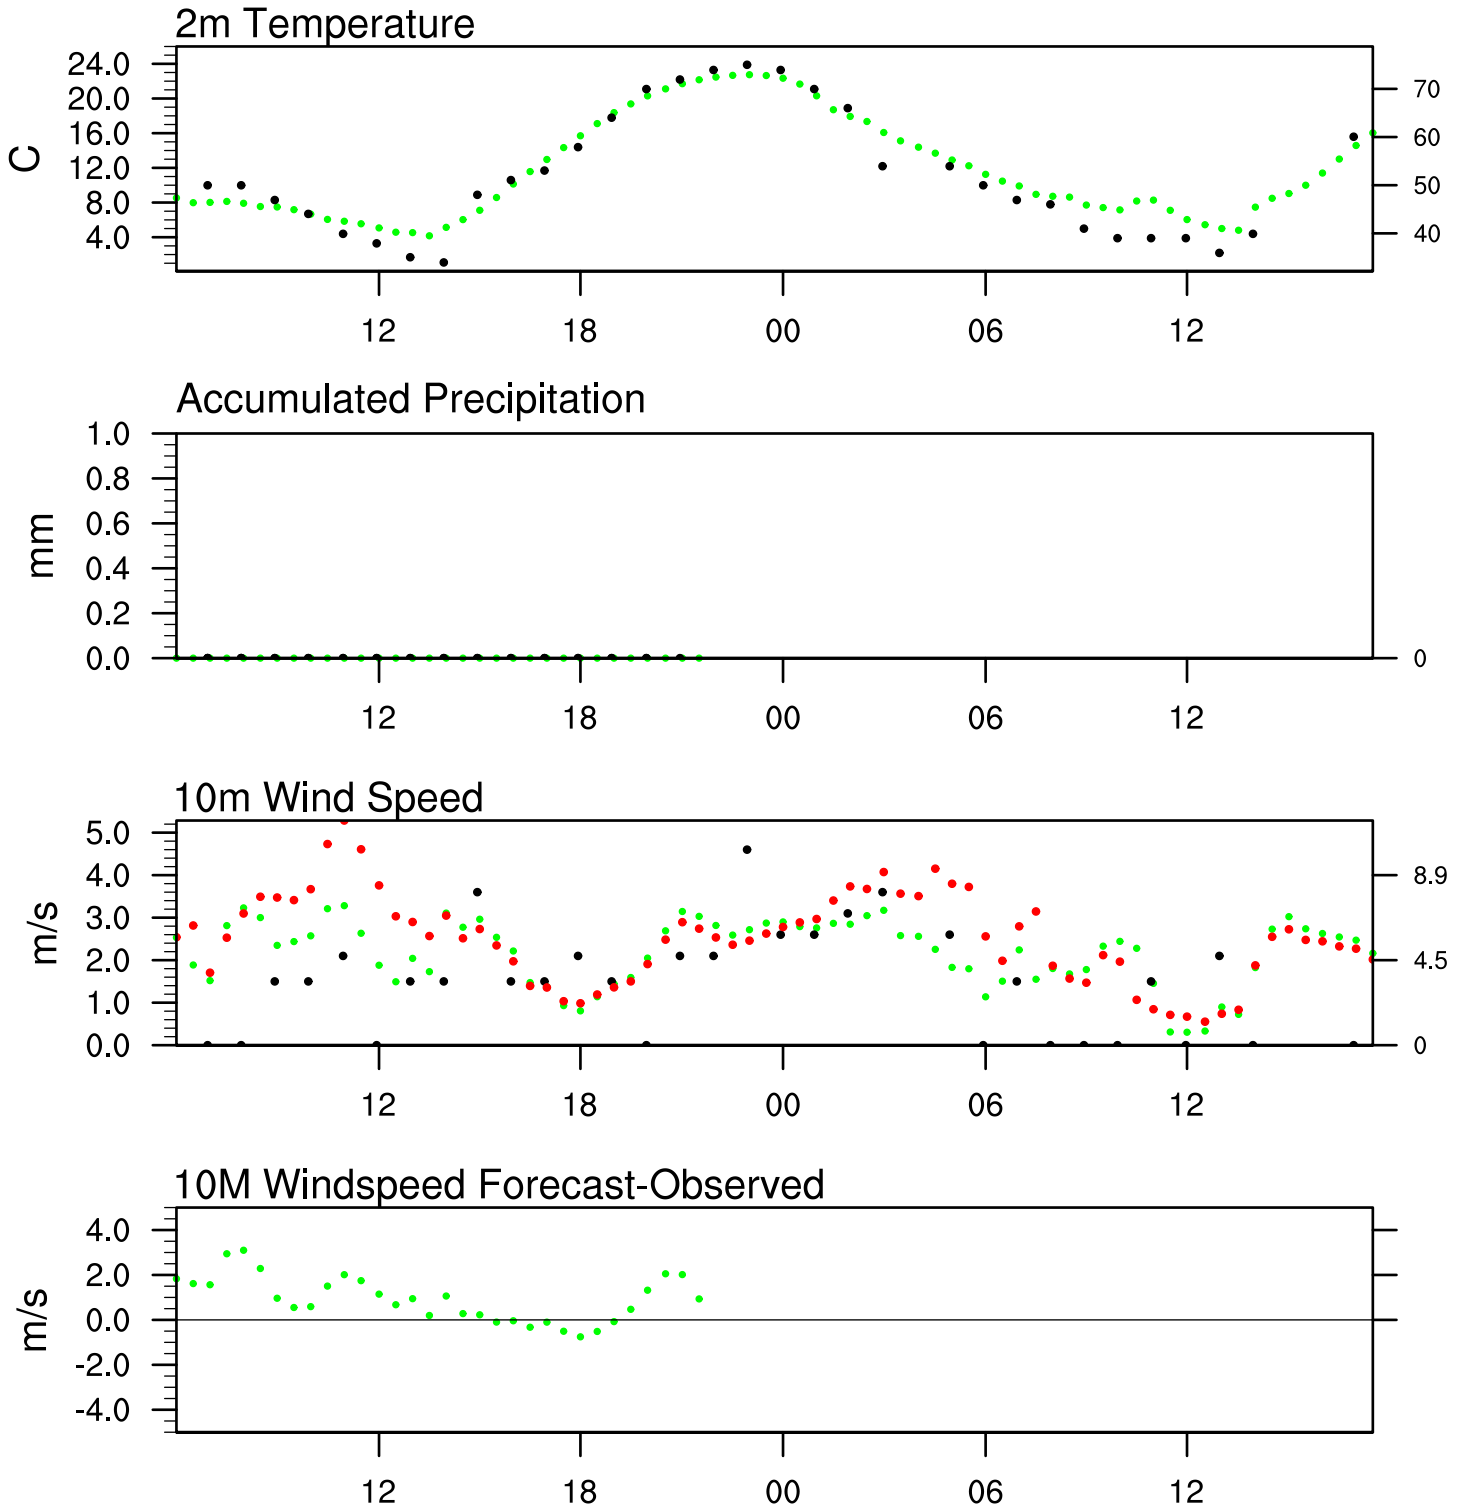 2m Temperature
24.0
20.0
16.0
12.0
8.0
4.0
C
70
60
50
40
12 18 00 06 12
Accumulated Precipitation
1.0
0.8
0.6
0.4
0.2
0.0
mm
0
12 18 00 06 12
10m Wind Speed
5.0
4.0
3.0
2.0
1.0
0.0
m/s
8.9
4.5
0
12 18 00 06 12
10M Windspeed Forecast-Observed
4.0
2.0
0.0
-2.0
-4.0
m/s
12 18 00 06 12